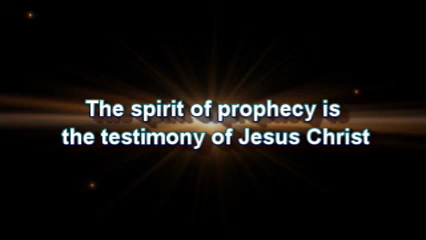 The spirit of prophecy is
the testimony of Jesus Christ